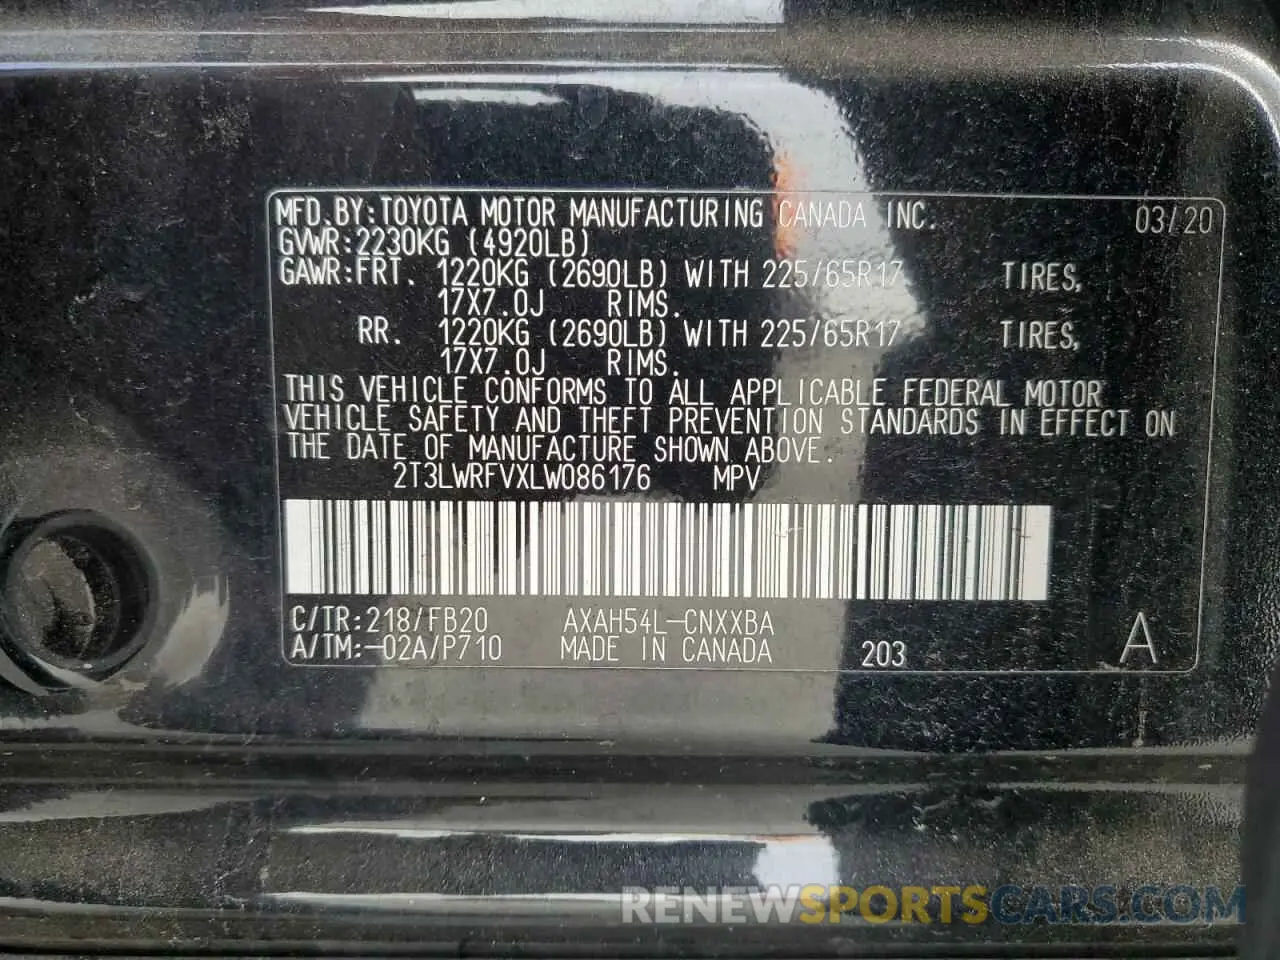 MFD.BY:TOYOTA MOTOR MANUFACTURING CANADA INC. 03/20
GVWR:2230KG (4920LB)
GAWR:FRT. 1220KG (2690LB) WITH 225/65R17 TIRES,
17X7.0J RIMS.
RR. 1220KG (2690LB) WITH 225/65R17 TIRES,
17X7.0J RIMS.
THIS VEHICLE CONFORMS TO ALL APPLICABLE FEDERAL MOTOR
VEHICLE SAFETY AND THEFT PREVENTION STANDARDS IN EFFECT ON
THE DATE OF MANUFACTURE SHOWN ABOVE.
2T3LWRFVXLW086176 MPV
C/TR:218/FB20 AXAH54L-CNXXBA
A/TM:-02A/P710 MADE IN CANADA 203 A
RENEWSPORTSCARS.COM